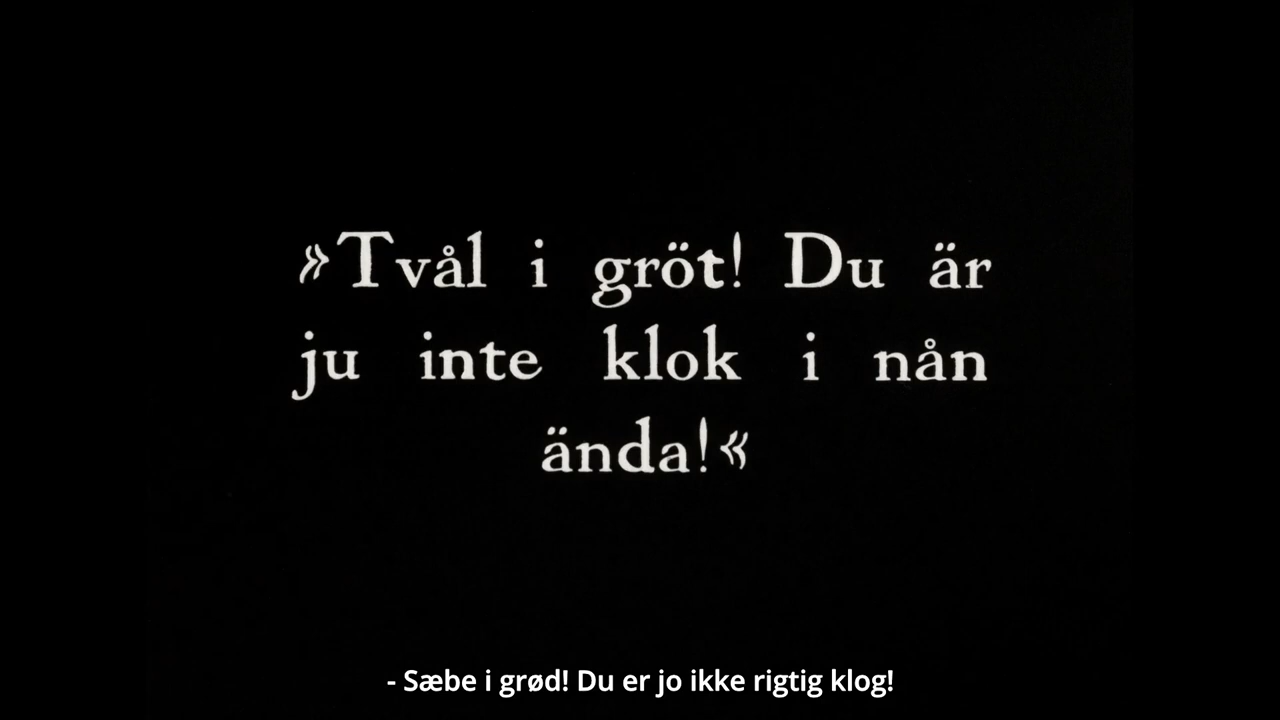 »Tvål i gröt! Du är
ju inte klok i nån
ända!«
- Sæbe i grød! Du er jo ikke rigtig klog!